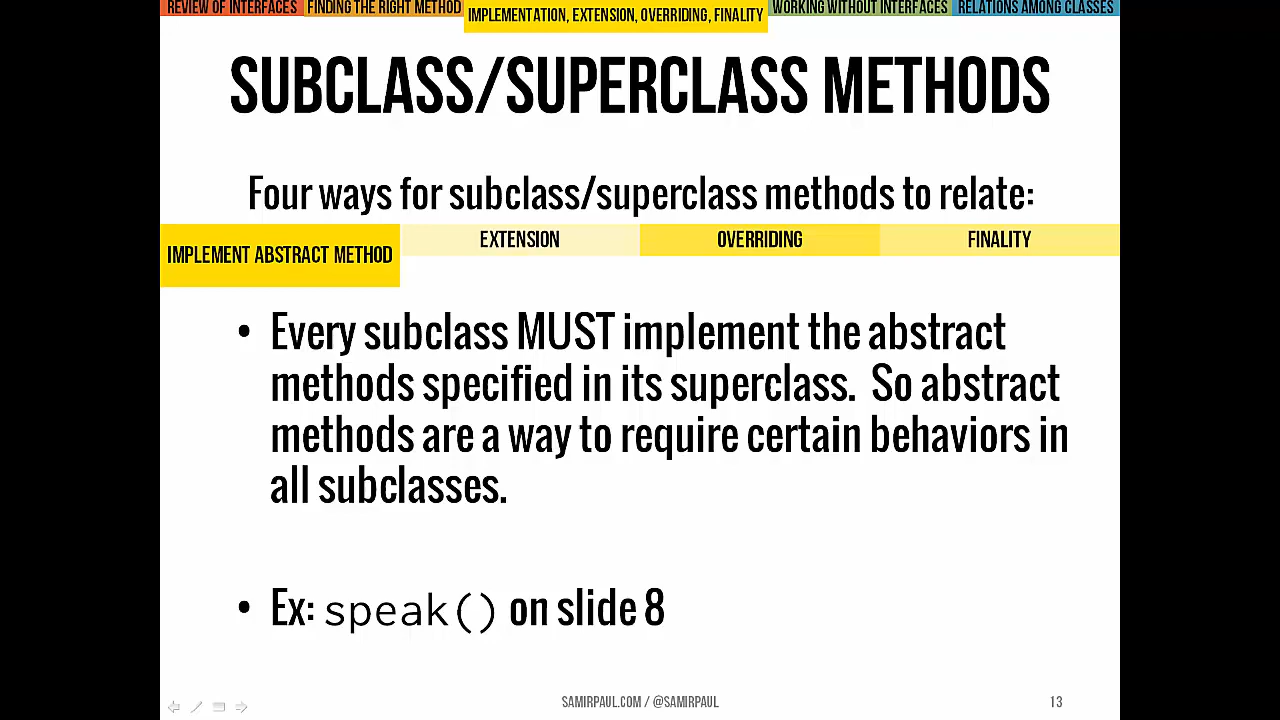 REVIEW OF INTERFACES FINDING THE RIGHT METHOD IMPLEMENTATION, EXTENSION, OVERRIDING, FINALITY WORKING WITHOUT INTERFACES RELATIONS AMONG CLASSES
SUBCLASS/SUPERCLASS METHODS
Four ways for subclass/superclass methods to relate:
IMPLEMENT ABSTRACT METHOD EXTENSION OVERRIDING FINALITY
• Every subclass MUST implement the abstract
methods specified in its superclass. So abstract
methods are a way to require certain behaviors in
all subclasses.
• Ex: speak() on slide 8
SAMIRPAUL.COM / @SAMIRPAUL 13